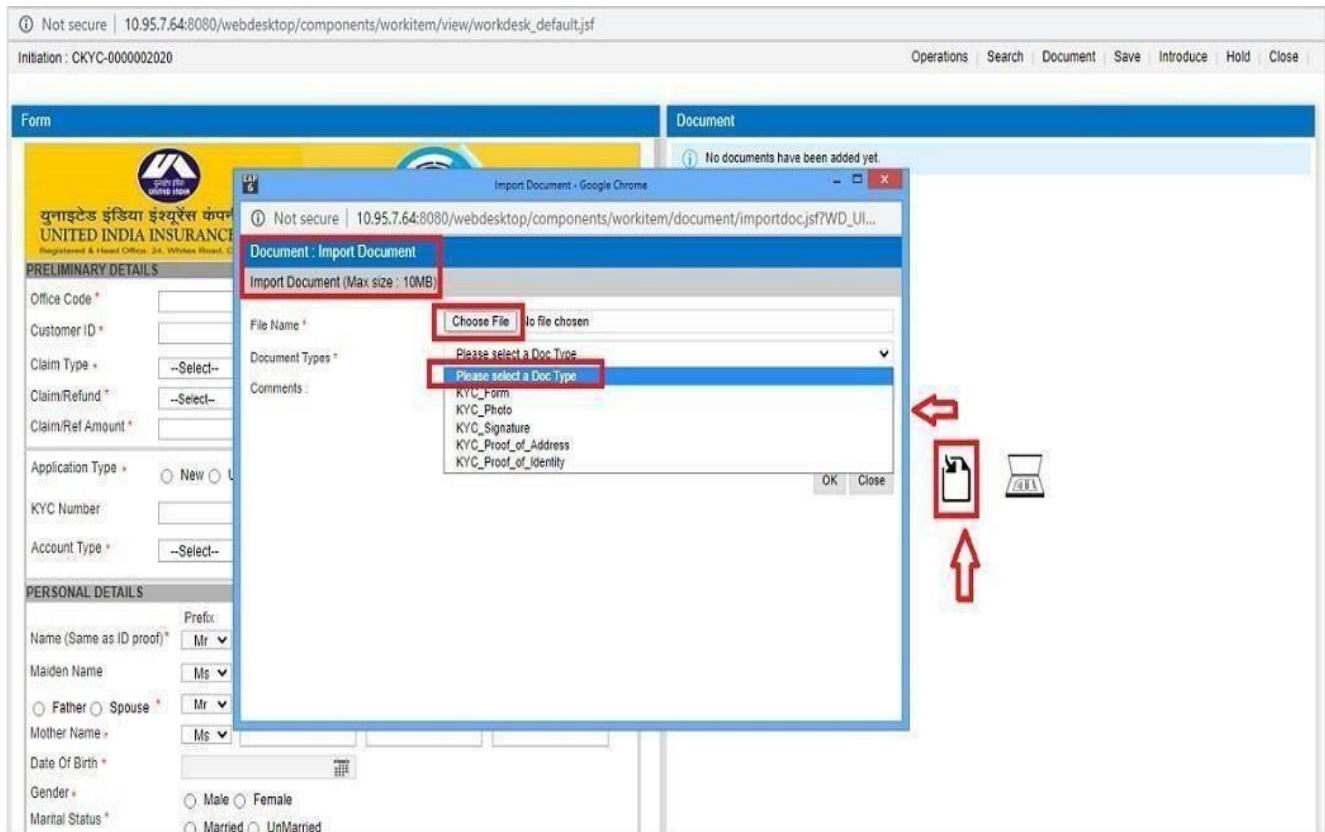 Not secure | 10.95.7.64:8080/webdesktop/components/workitem/view/workdesk_default.jsf
Initiation : CKYC-0000002020
Operations Search Document Save Introduce Hold Close
Form
Document
No documents have been added yet.
यूनाइटेड इंडिया इंश्यूरेंस
UNITED INDIA INSURANCE
Registered & Head Office: 24, Whites Road,
PRELIMINARY DETAILS
Office Code *
Customer ID *
Claim Type * --Select--
Claim/Refund * --Select--
Claim/Ref Amount *
Application Type * New
KYC Number
Account Type * --Select--
PERSONAL DETAILS
Prefix
Name (Same as ID proof) * Mr
Maiden Name Ms
Father Spouse * Mr
Mother Name * Ms
Date Of Birth *
Gender * Male Female
Marital Status * Married UnMarried
Import Document - Google Chrome
Not secure | 10.95.7.64:8080/webdesktop/components/workitem/document/importdoc.jsf?WD_UI...
Document : Import Document
Import Document (Max size : 10MB)
File Name * Choose File No file chosen
Document Types * Please select a Doc Type
Please select a Doc Type
Comments :
KYC_Form
KYC_Photo
KYC_Signature
KYC_Proof_of_Address
KYC_Proof_of_Identity
OK Close